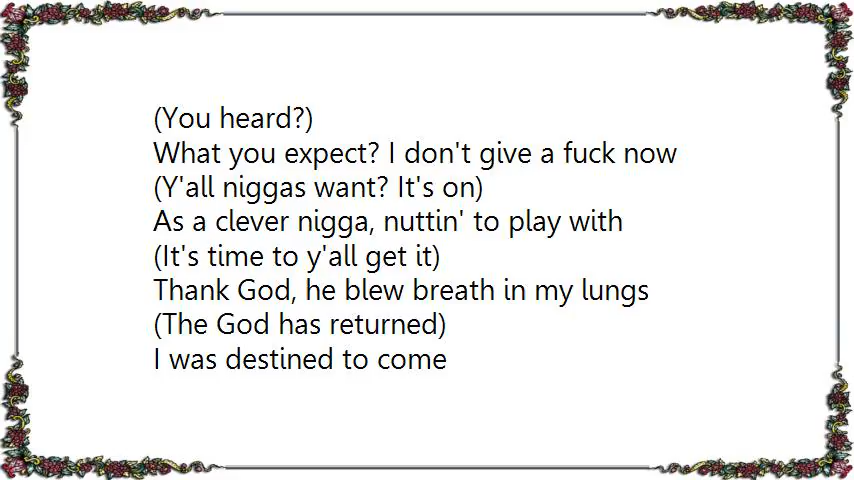 (You heard?)
What you expect? I don't give a fuck now
(Y'all niggas want? It's on)
As a clever nigga, nuttin' to play with
(It's time to y'all get it)
Thank God, he blew breath in my lungs
(The God has returned)
I was destined to come